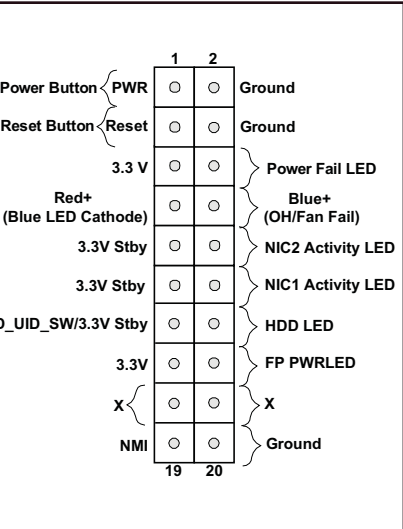 1 2
Power Button PWR Ground
Reset Button Reset Ground
3.3 V Power Fail LED
Red+ Blue+
(Blue LED Cathode) (OH/Fan Fail)
3.3V Stby NIC2 Activity LED
3.3V Stby NIC1 Activity LED
D_UID_SW/3.3V Stby HDD LED
3.3V FP PWRLED
X X
NMI Ground
19 20